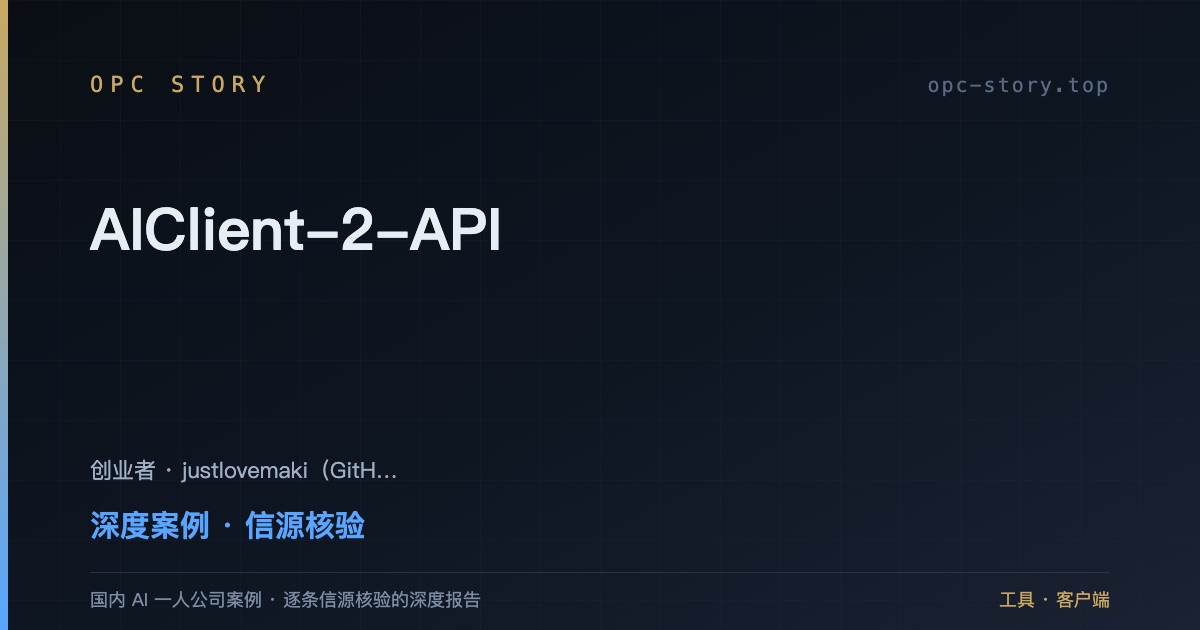 OPC STORY
opc-story.top
AIClient-2-API
创业者 · justlovemaki（GitH...
深度案例 · 信源核验
国内 AI 一人公司案例 · 逐条信源核验的深度报告
工具 · 客户端